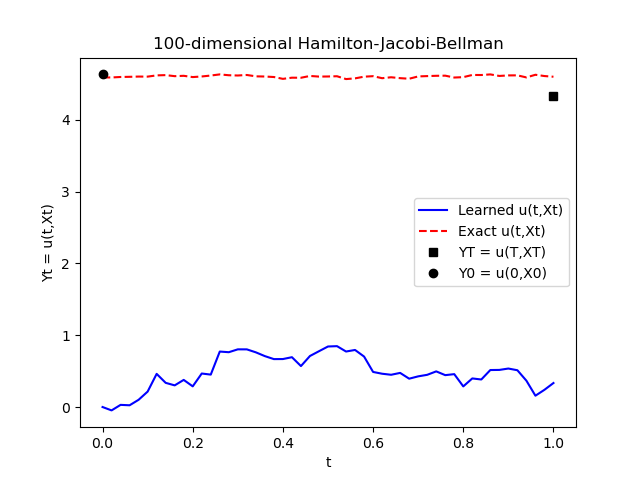 100-dimensional Hamilton-Jacobi-Bellman
Yt = u(t,Xt)
4
3
2
1
0
Learned u(t,Xt)
Exact u(t,Xt)
YT = u(T,XT)
Y0 = u(0,X0)
0.0 0.2 0.4 0.6 0.8 1.0
t